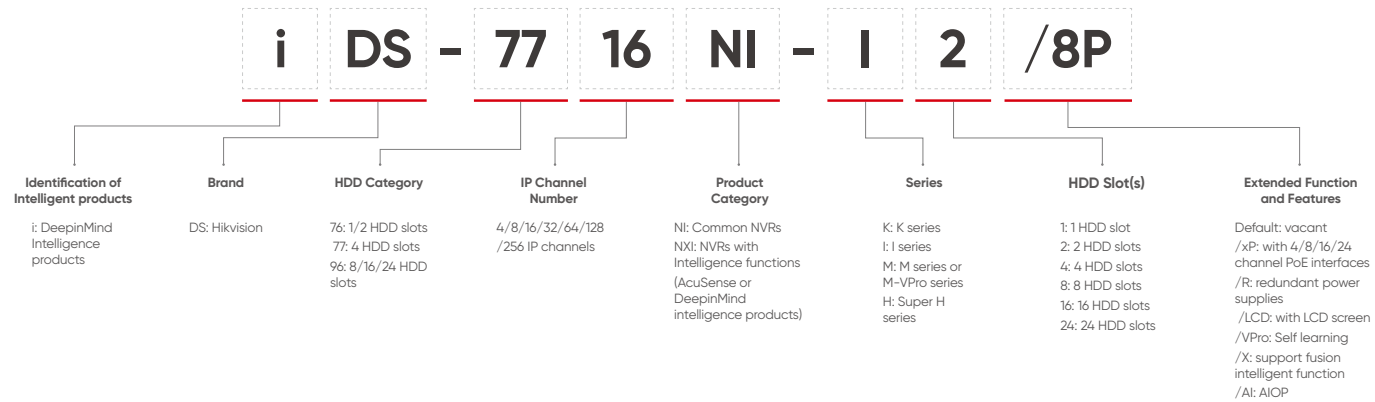 i DS - 77 16 NI - I 2 /8P
Identification of
Intelligent products
i: DeepinMind
Intelligence
products
Brand
DS: Hikvision
HDD Category
76: 1/2 HDD slots
77: 4 HDD slots
96: 8/16/24 HDD
slots
IP Channel
Number
4/8/16/32/64/128
/256 IP channels
Product
Category
NI: Common NVRs
NXI: NVRs with
Intelligence functions
(AcuSense or
DeepinMind
intelligence products)
Series
K: K series
I: I series
M: M series or
M-VPro series
H: Super H
series
HDD Slot(s)
1: 1 HDD slot
2: 2 HDD slots
4: 4 HDD slots
8: 8 HDD slots
16: 16 HDD slots
24: 24 HDD slots
Extended Function
and Features
Default: vacant
/xP: with 4/8/16/24
channel PoE interfaces
/R: redundant power
supplies
/LCD: with LCD screen
/VPro: Self learning
/X: support fusion
intelligent function
/AI: AIOP